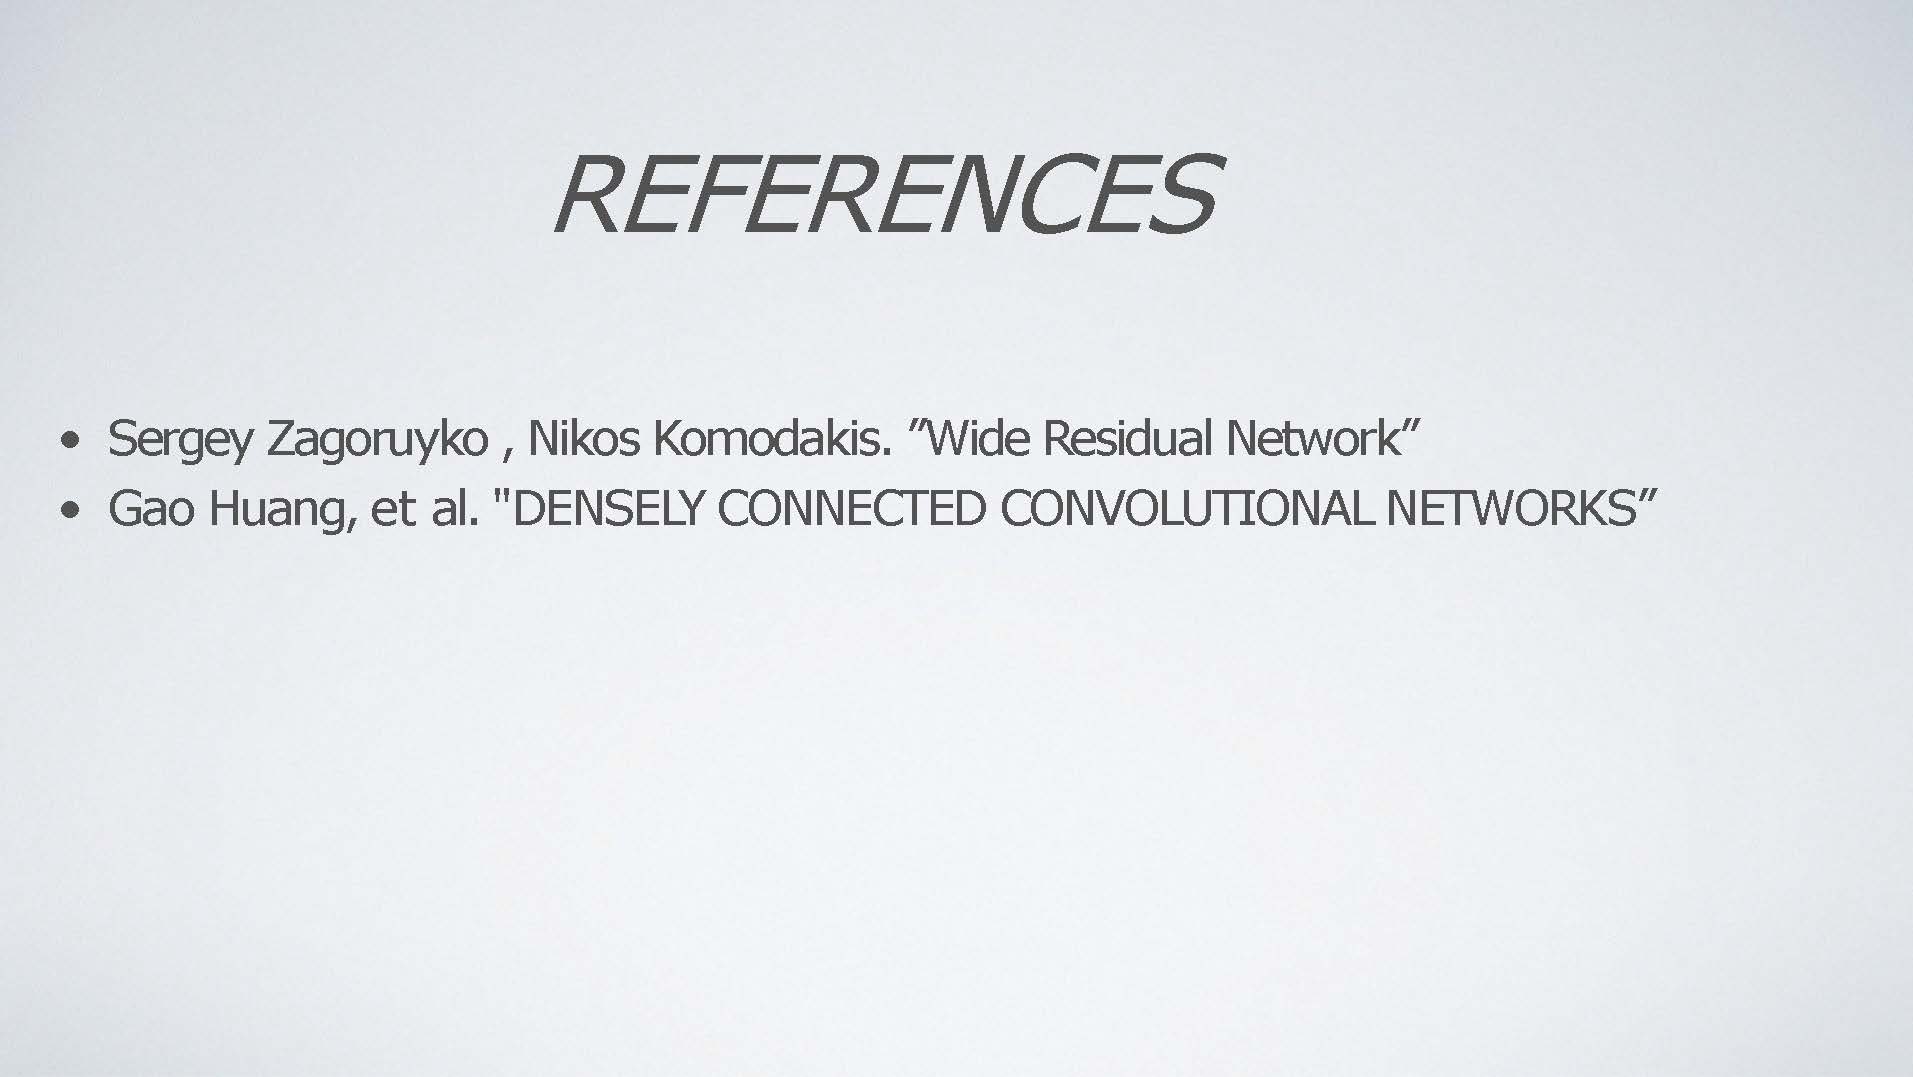 REFERENCES
• Sergey Zagoruyko , Nikos Komodakis. ”Wide Residual Network”
• Gao Huang, et al. "DENSELY CONNECTED CONVOLUTIONAL NETWORKS”